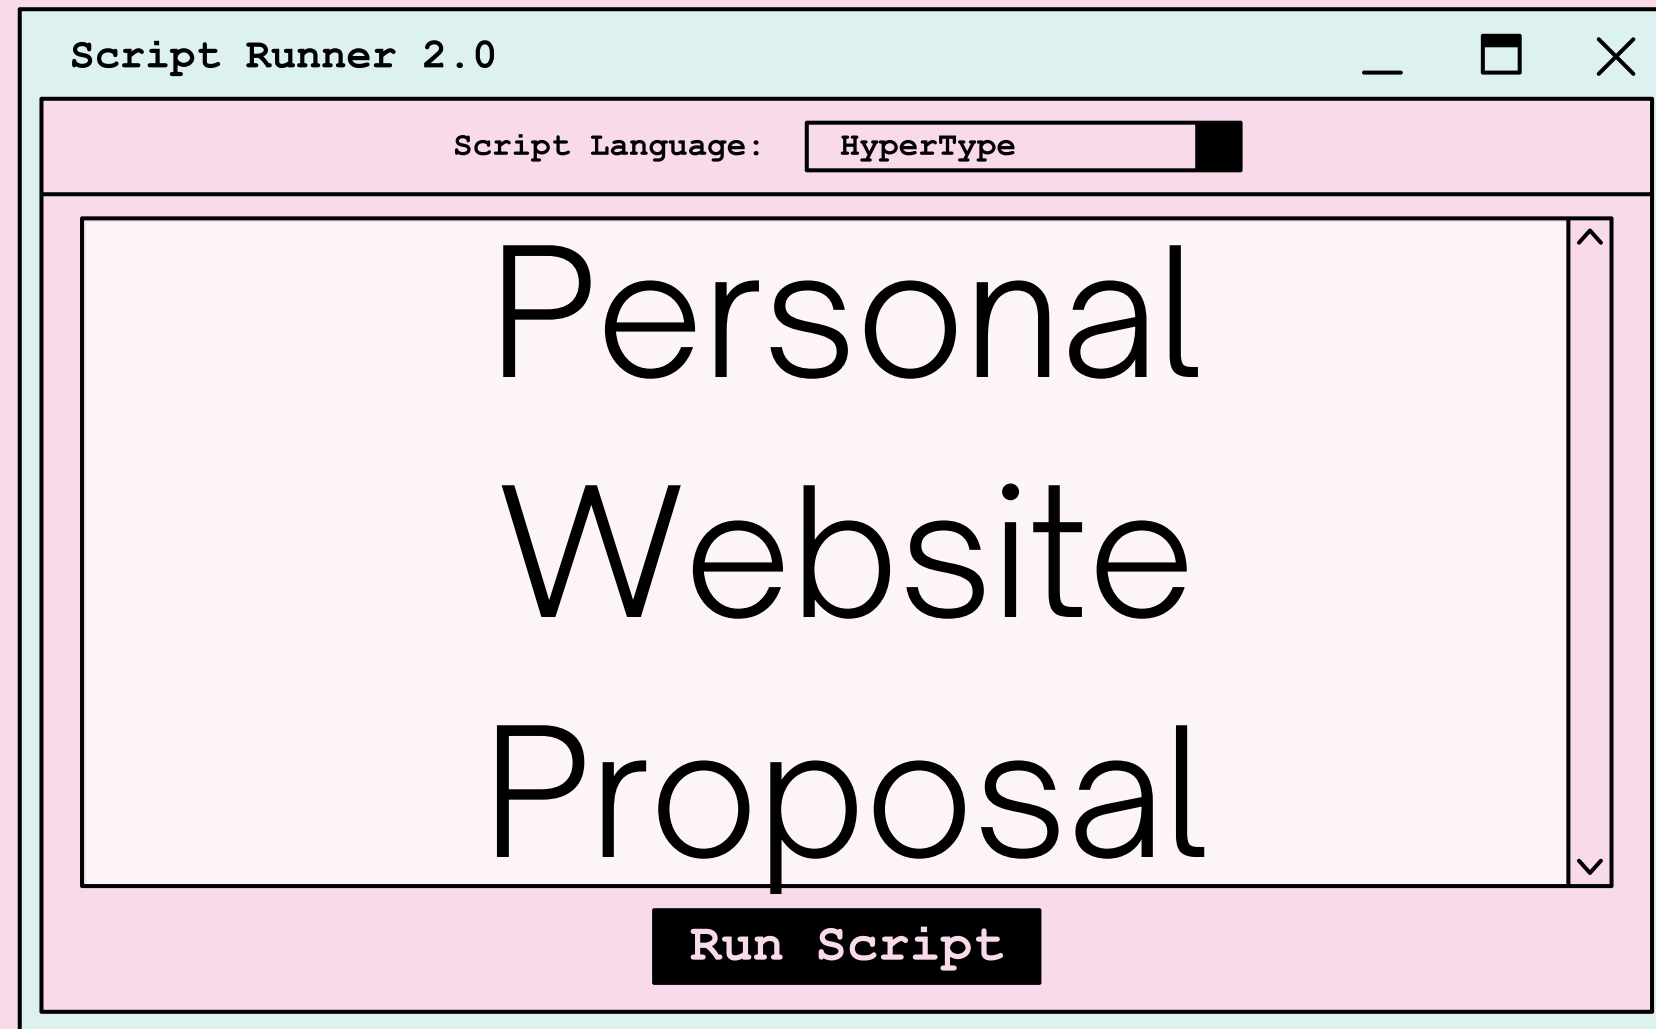 Script Runner 2.0
Script Language: HyperType
Personal
Website
Proposal
Run Script